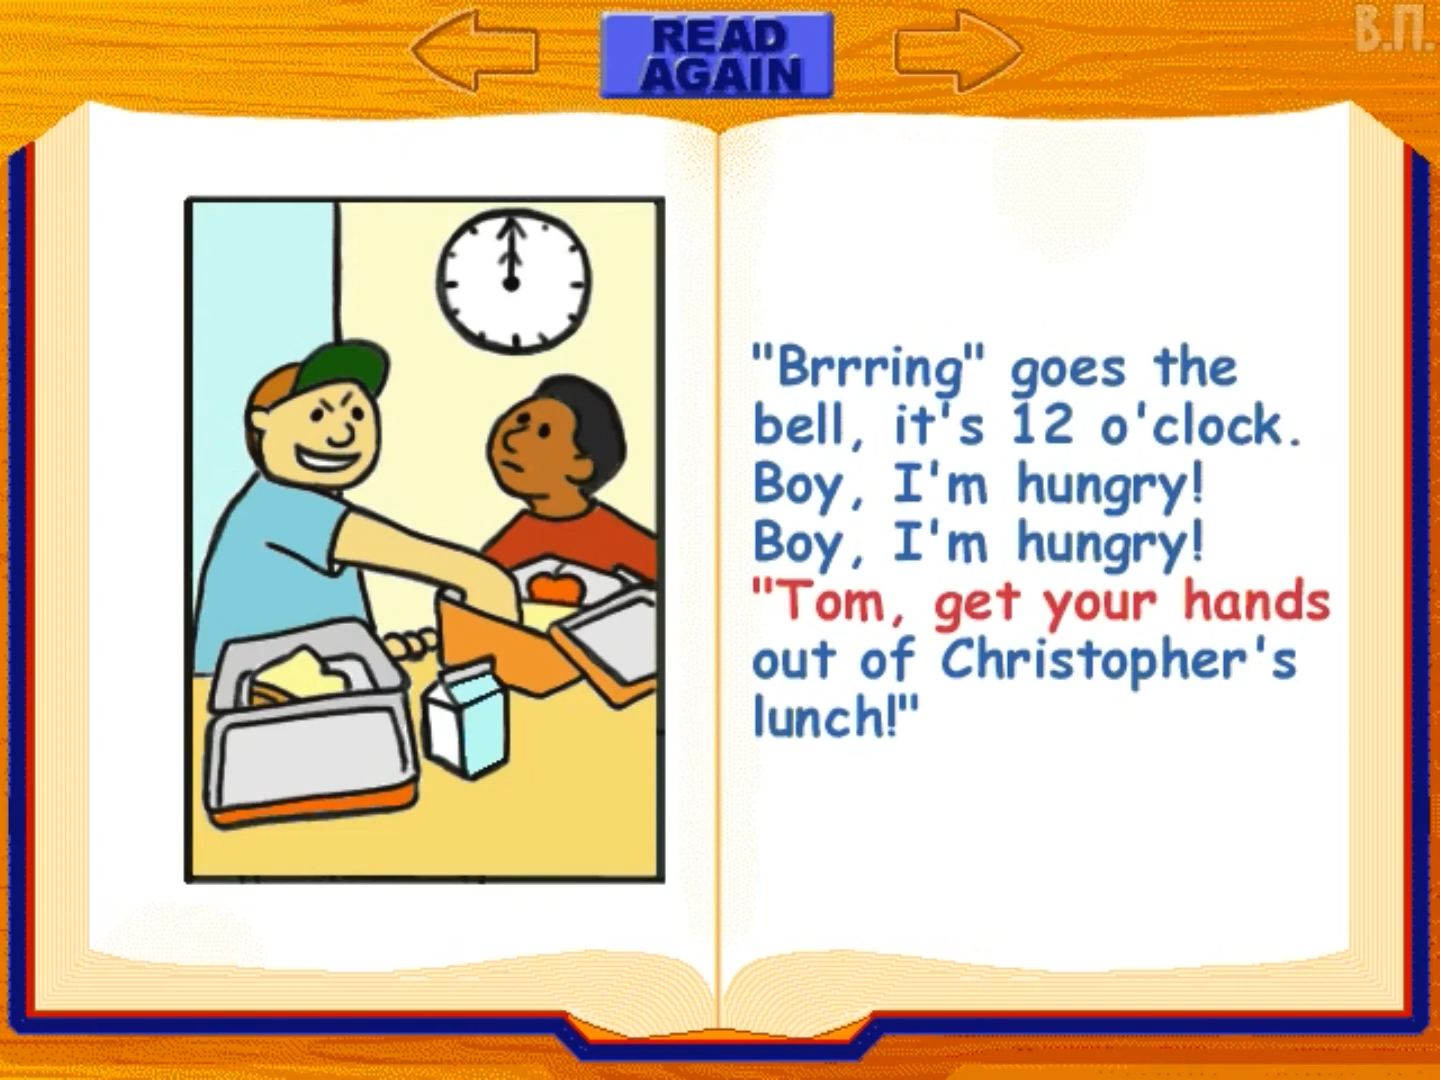 READ
AGAIN
В.П.
"Brrring" goes the
bell, it's 12 o'clock.
Boy, I'm hungry!
Boy, I'm hungry!
"Tom, get your hands
out of Christopher's
lunch!"